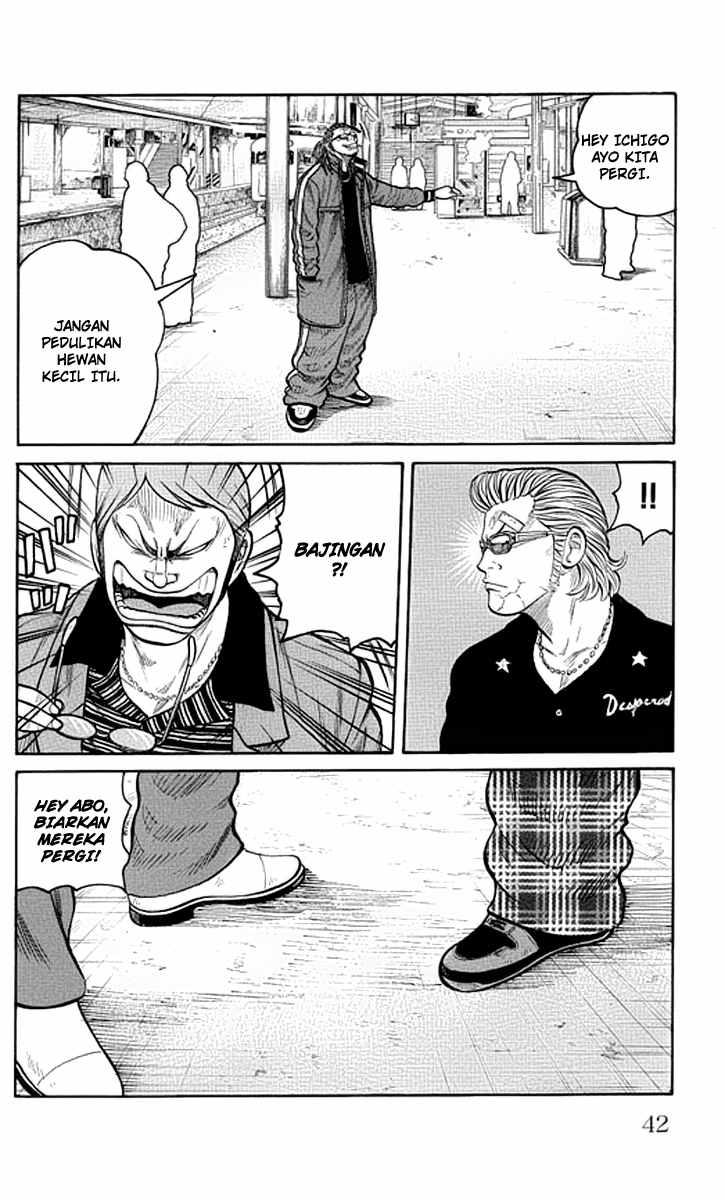 HEY ICHIGO
AYO KITA
PERGI.
JANGAN
PEDULIKAN
HEWAN
KECIL ITU.
!!
BAJINGAN
?!
HEY ABO,
BIARKAN
MEREKA
PERGI!
42